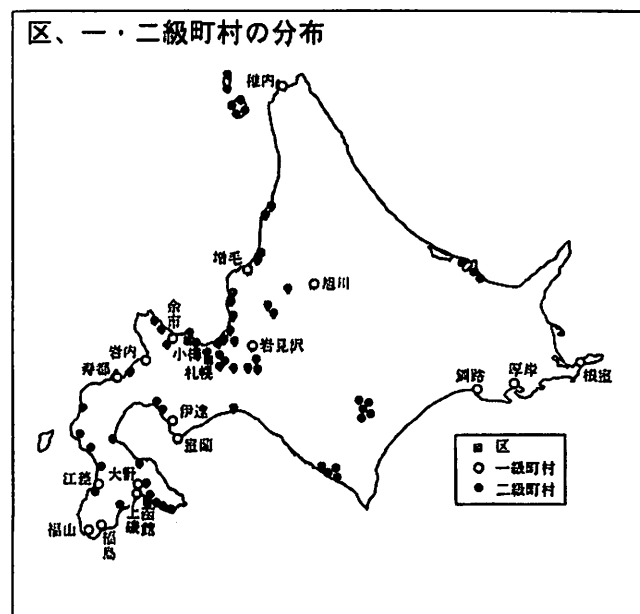 区、一・二級町村の分布
稚内
増毛
旭川
余市
小樽
岩見沢
札幌
岩内
寿都
釧路
厚岸
根室
伊達
室蘭
江差
大野
上磯
函館
福山
福島
区
一級町村
二級町村